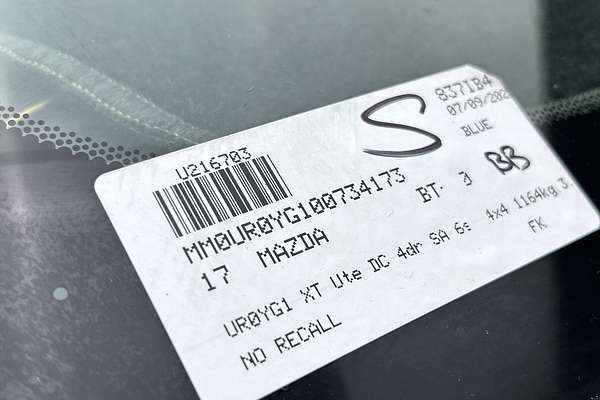 U216703
837IB4
07/09/202
S
BLUE
MM0UR0YG100734173
BT· 3
BB
17 MAZDA
UR0YG1 XT Ute DC 4dr SA 6s 4x4 1164kg 3.
FK
NO RECALL